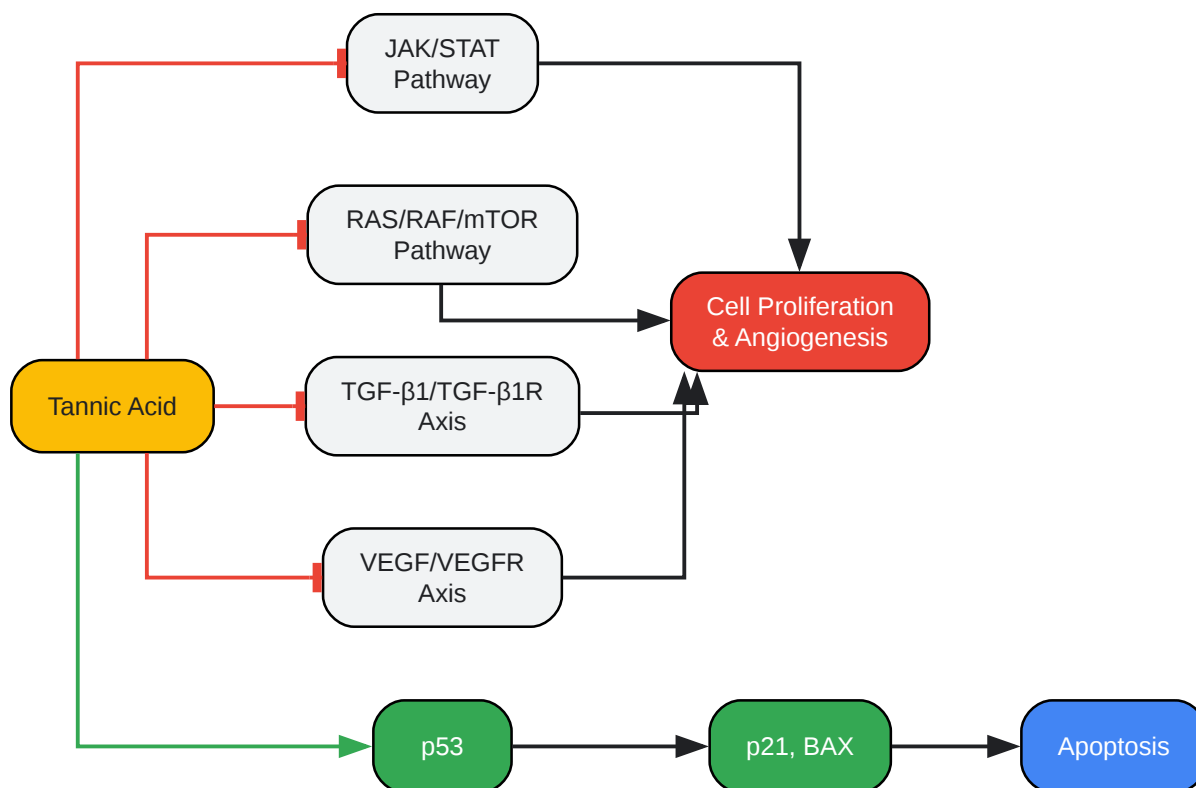 JAK/STAT
Pathway
RAS/RAF/mTOR
Pathway
Cell Proliferation
& Angiogenesis
Tannic Acid
TGF-β1/TGF-β1R
Axis
VEGF/VEGFR
Axis
p53
p21, BAX
Apoptosis